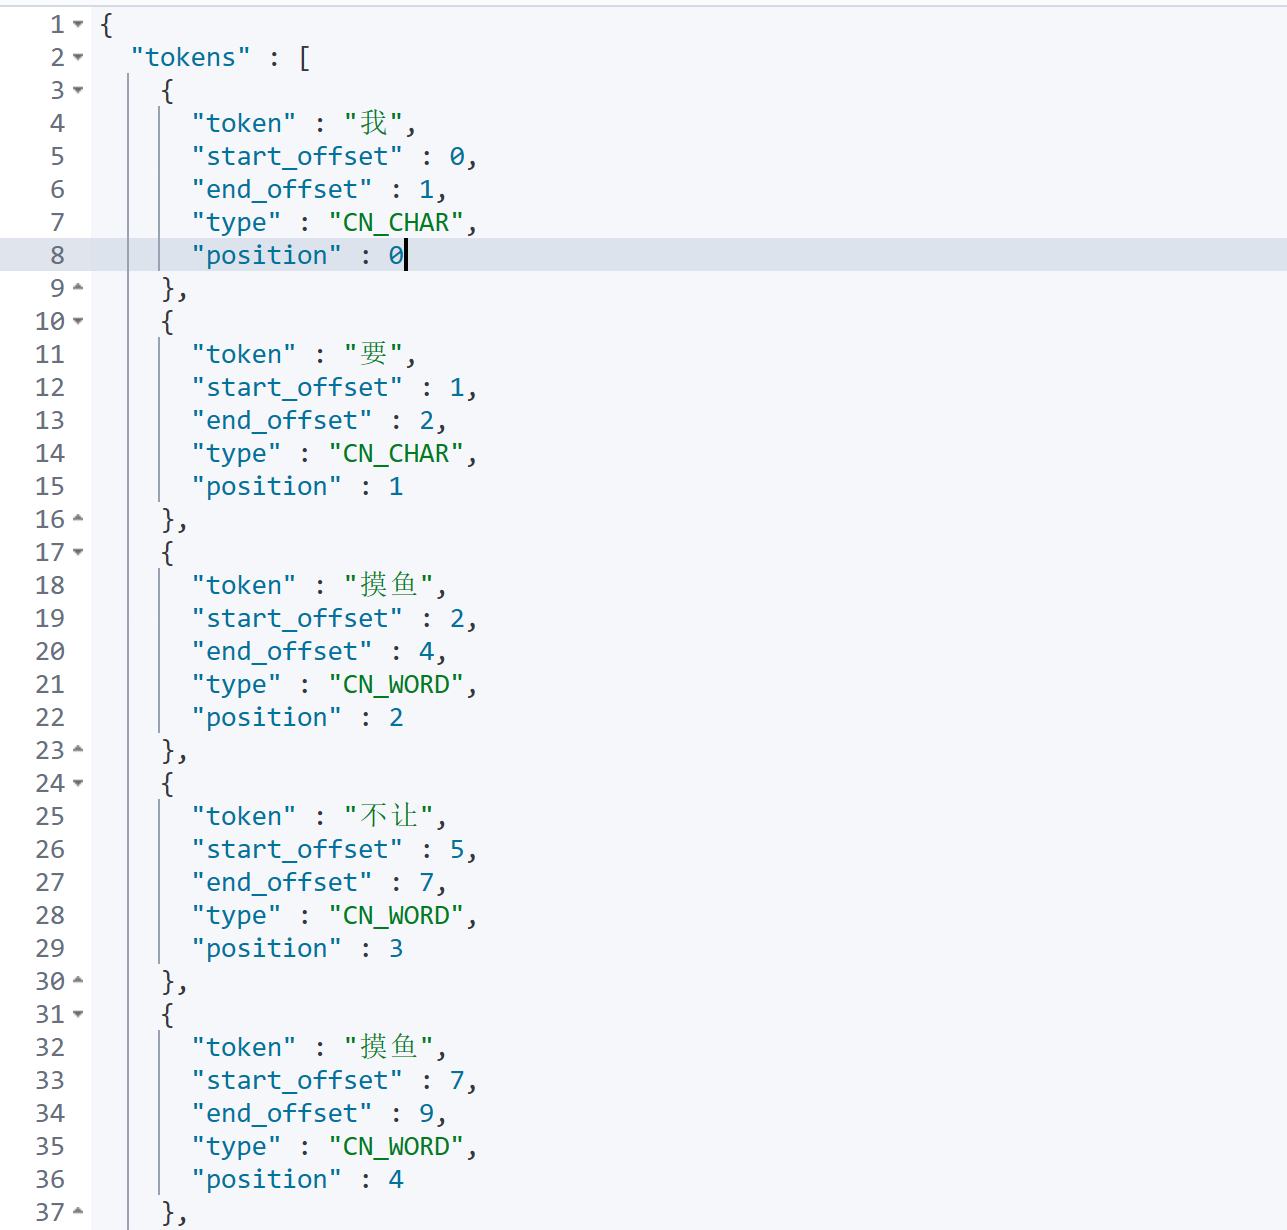 1 {
2 "tokens" : [
3 {
4 "token" : "我",
5 "start_offset" : 0,
6 "end_offset" : 1,
7 "type" : "CN_CHAR",
8 "position" : 0
9 },
10 {
11 "token" : "要",
12 "start_offset" : 1,
13 "end_offset" : 2,
14 "type" : "CN_CHAR",
15 "position" : 1
16 },
17 {
18 "token" : "摸鱼",
19 "start_offset" : 2,
20 "end_offset" : 4,
21 "type" : "CN_WORD",
22 "position" : 2
23 },
24 {
25 "token" : "不让",
26 "start_offset" : 5,
27 "end_offset" : 7,
28 "type" : "CN_WORD",
29 "position" : 3
30 },
31 {
32 "token" : "摸鱼",
33 "start_offset" : 7,
34 "end_offset" : 9,
35 "type" : "CN_WORD",
36 "position" : 4
37 },